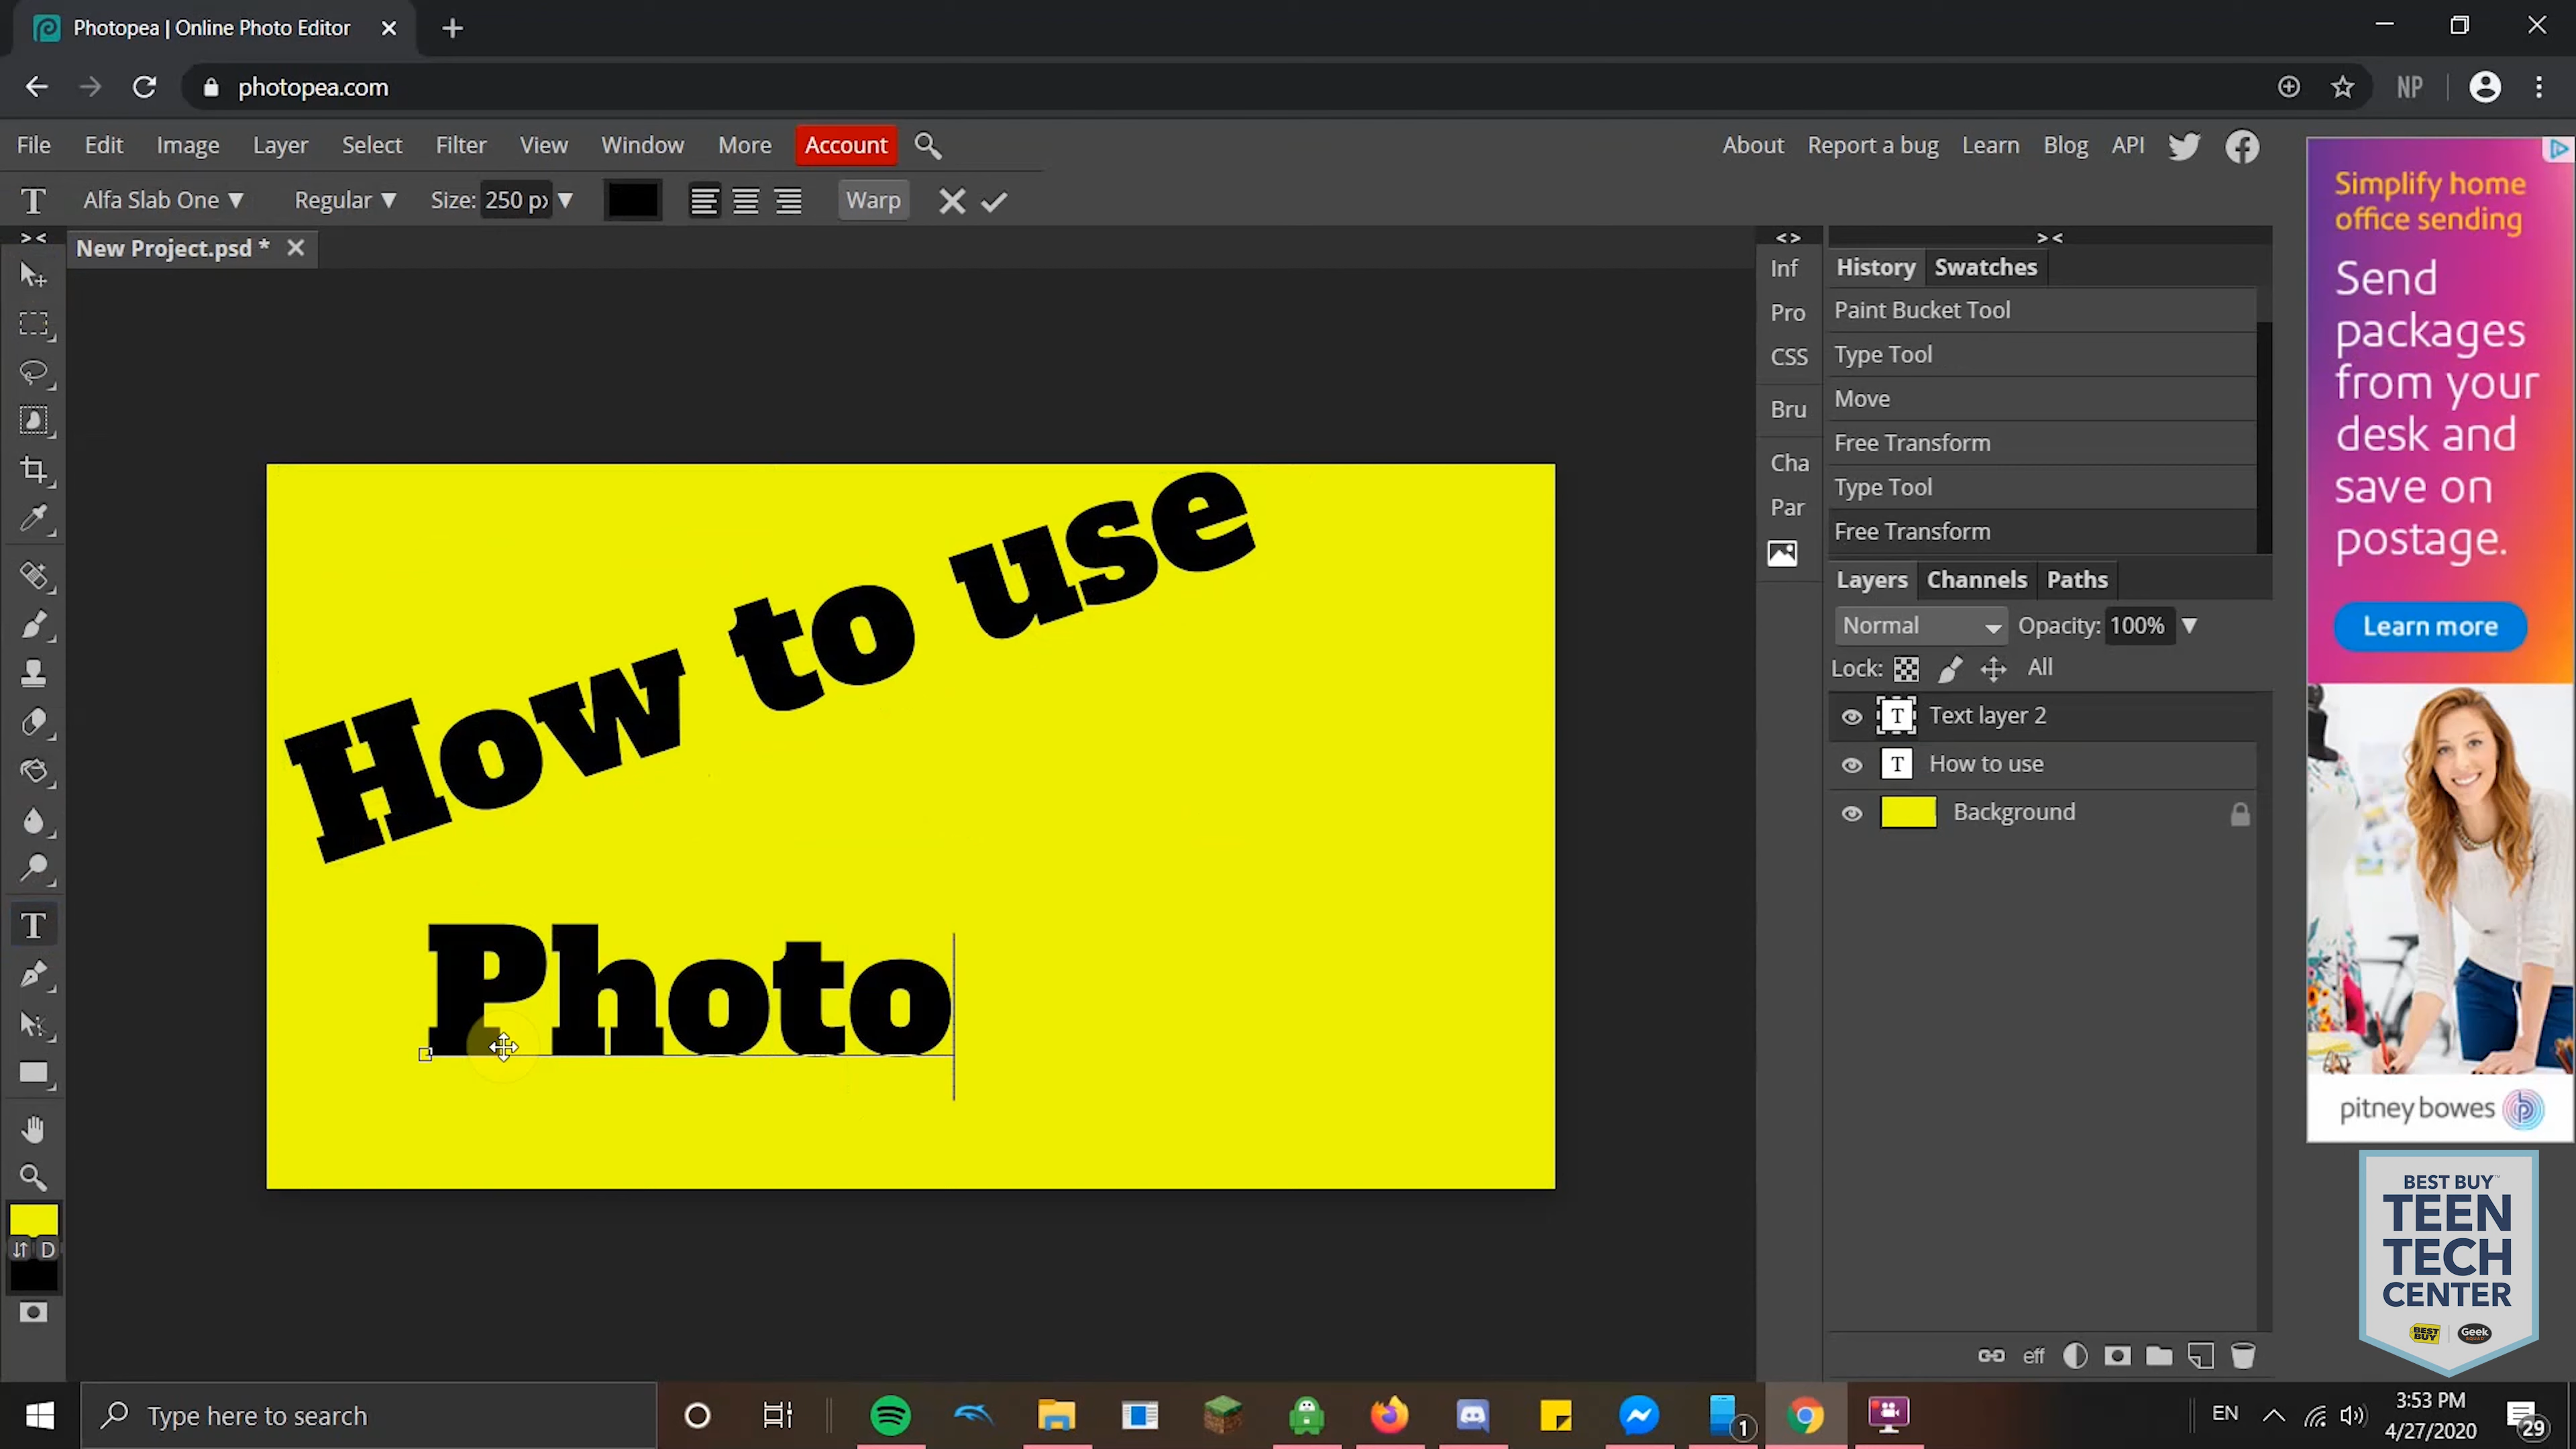 Photopea | Online Photo Editor
photopea.com
NP
File Edit Image Layer Select Filter View Window More Account
About Report a bug Learn Blog API
Alfa Slab One Regular Size: 250 px Warp
New Project.psd *
How to use
Photo
Inf
Pro
CSS
Bru
Cha
Par
History Swatches
Paint Bucket Tool
Type Tool
Move
Free Transform
Type Tool
Free Transform
Layers Channels Paths
Normal Opacity: 100%
Lock: All
T Text layer 2
T How to use
Background
eff
D
Simplify home
office sending
Send
packages
from your
desk and
save on
postage.
Learn more
pitney bowes
BEST BUY™
TEEN
TECH
CENTER
BEST BUY
Geek SQUAD
Type here to search
1
EN
3:53 PM
4/27/2020
29